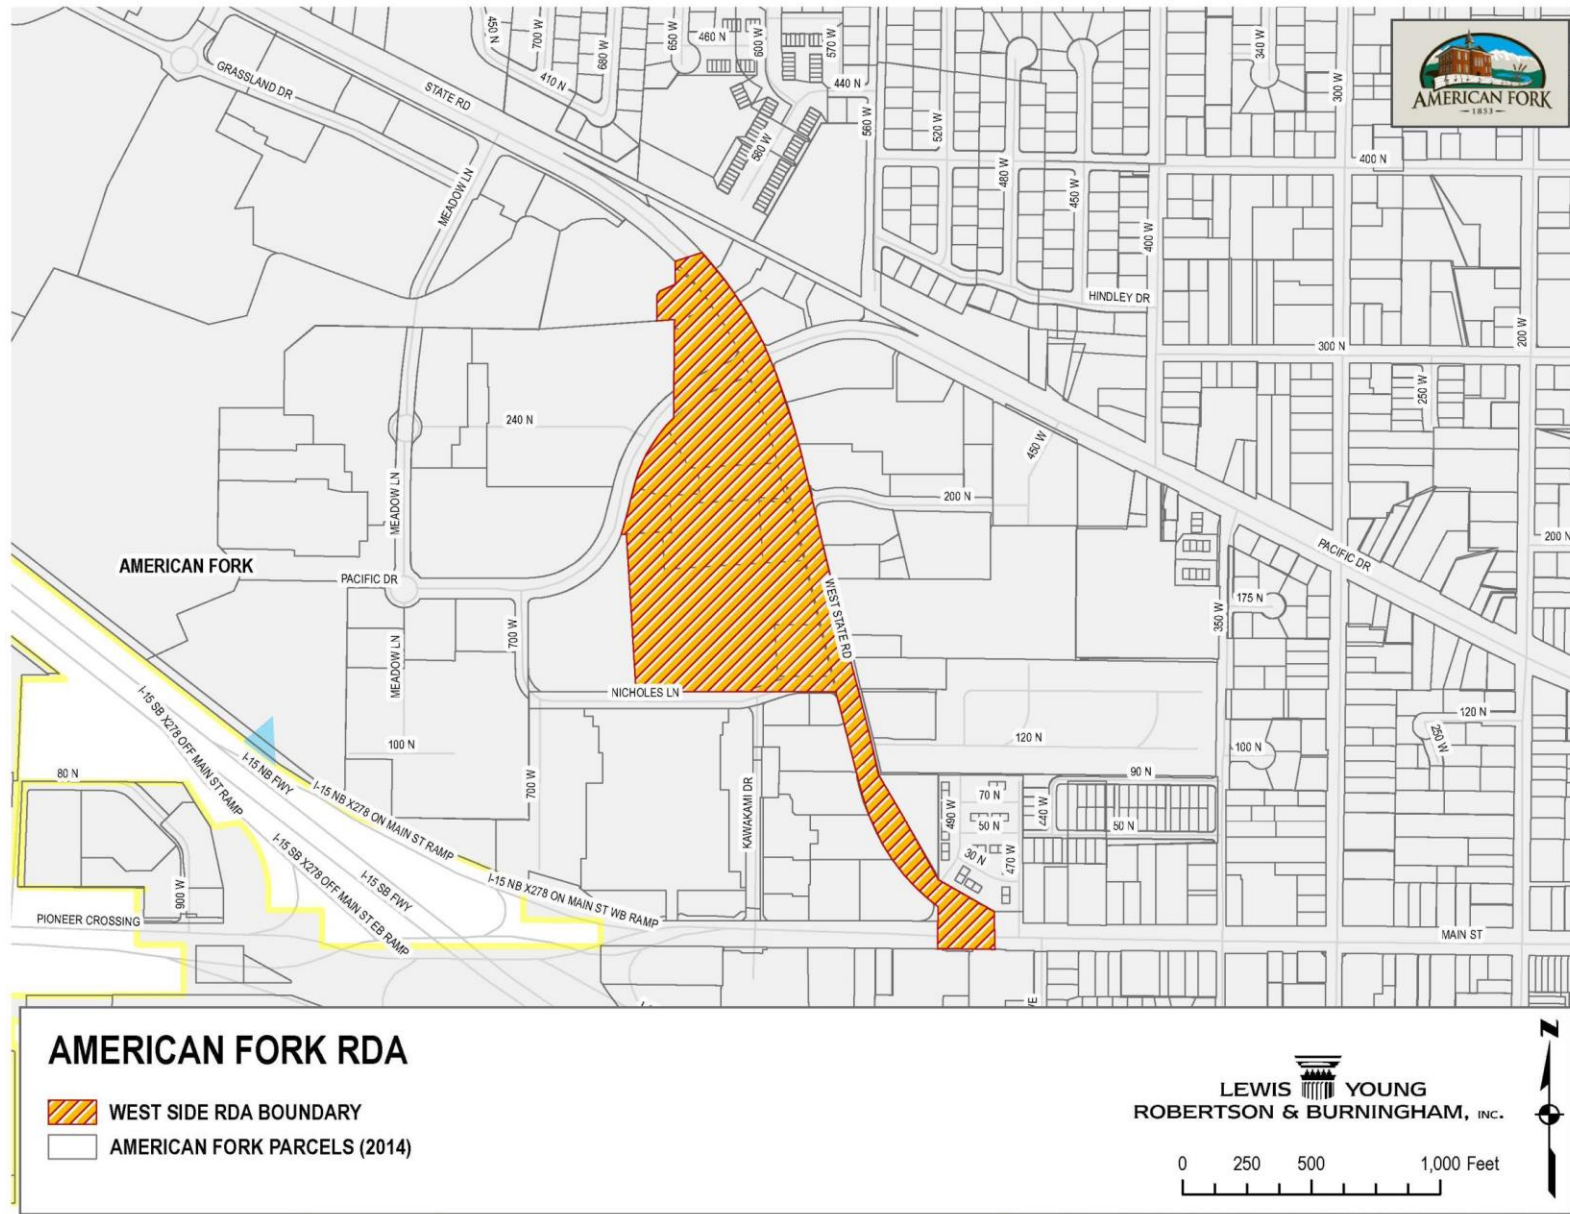 450 N
700 W
680 W
650 W
460 N
600 W
570 W
340 W
300 W
AMERICAN FORK
1853
GRASSLAND DR
STATE RD
410 N
440 N
580 W
560 W
520 W
480 W
450 W
400 W
400 N
MEADOW LN
HINDLEY DR
300 N
200 W
250 W
240 N
450 W
MEADOW LN
200 N
200 N
PACIFIC DR
AMERICAN FORK
PACIFIC DR
175 N
350 W
WEST STATE RD
MEADOW LN
700 W
NICHOLES LN
120 N
250 W
I-15 SB X278 OFF MAIN ST RAMP
I-15 NB FWY
100 N
120 N
100 N
80 N
I-15 NB X278 ON MAIN ST RAMP
700 W
KAWAKAMI DR
90 N
490 W
70 N
50 N
440 W
50 N
30 N
470 W
I-15 SB X278 OFF MAIN ST EB RAMP
I-15 SB FWY
I-15 NB X278 ON MAIN ST WB RAMP
900 W
PIONEER CROSSING
MAIN ST
AMERICAN FORK RDA
WEST SIDE RDA BOUNDARY
AMERICAN FORK PARCELS (2014)
LEWIS YOUNG
ROBERTSON & BURNINGHAM, INC.
N
0 250 500 1,000 Feet